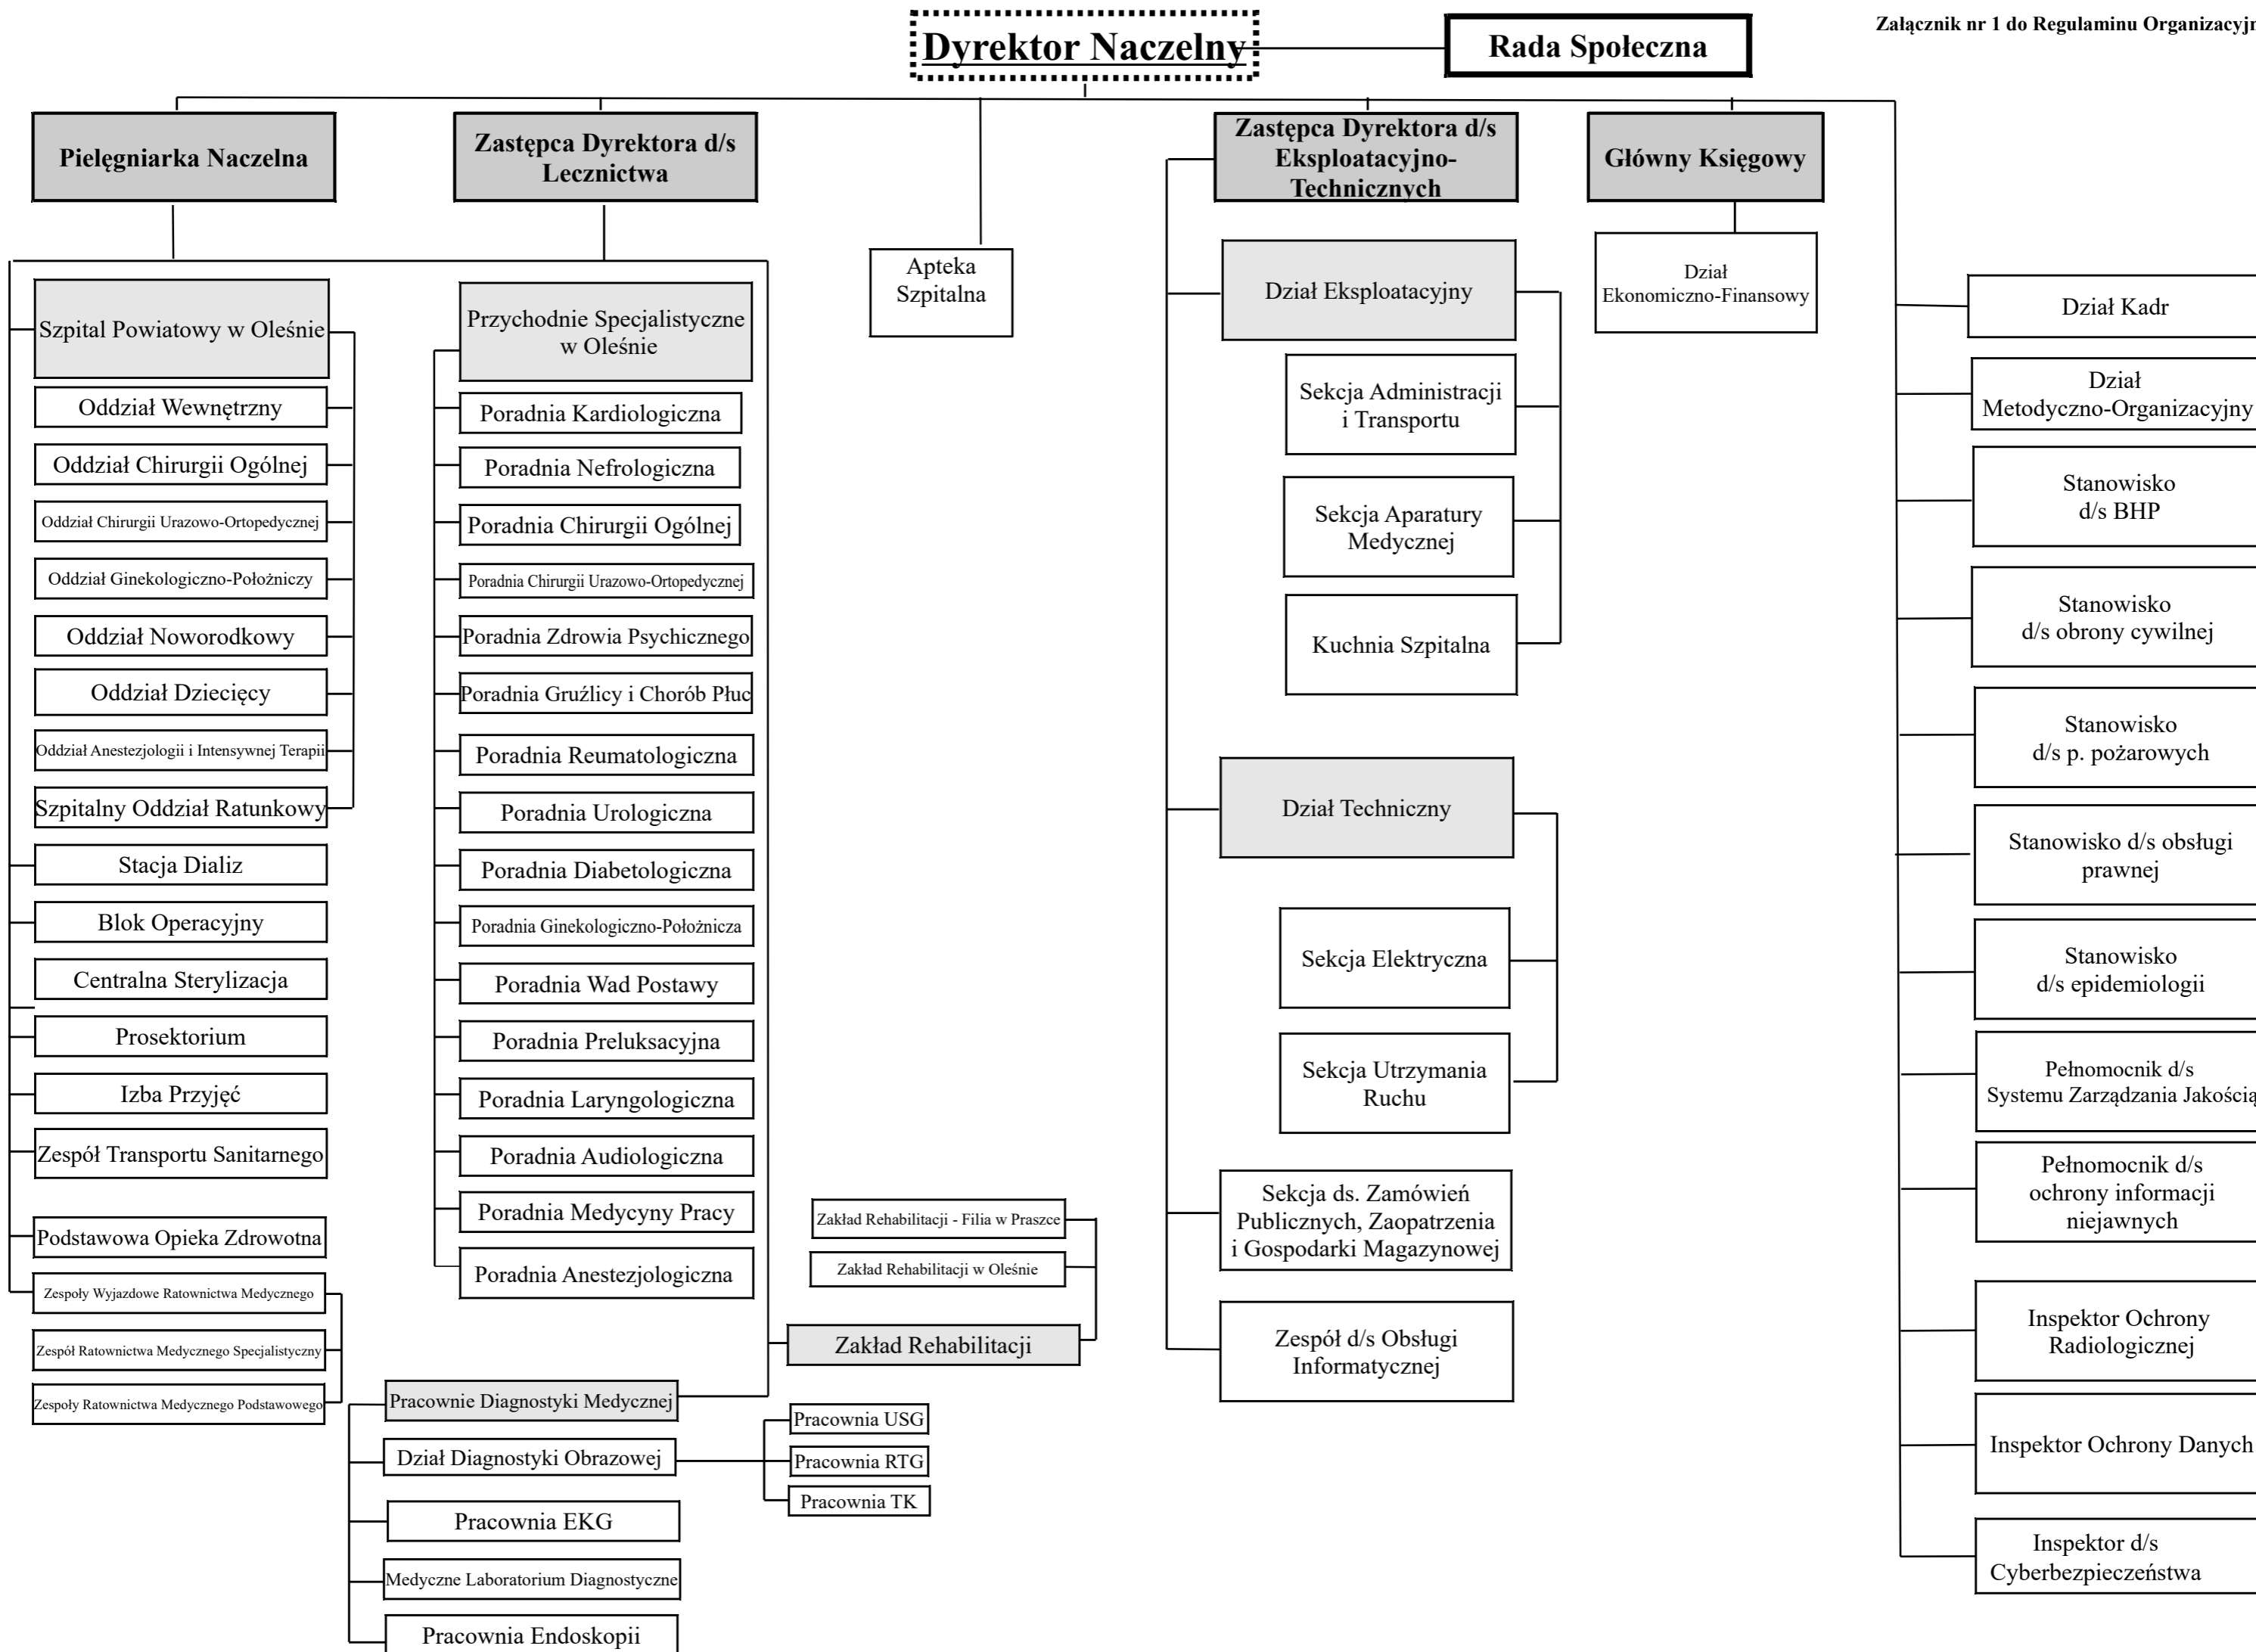 Załącznik nr 1 do Regulaminu
Dyrektor Naczelny
Rada Społeczna
Pielęgniarka Naczelna
Zastępca Dyrektora d/s
Lecznictwa
Zastępca Dyrektora d/s
Eksploatacyjno-
Technicznych
Główny Księgowy
Szpital Powiatowy w Oleśnie
Oddział Wewnętrzny
Oddział Chirurgii Ogólnej
Oddział Chirurgii Urazowo-Ortopedycznej
Oddział Ginekologiczno-Położniczy
Oddział Noworodkowy
Oddział Dziecięcy
Oddział Anestezjologii i Intensywnej Terapii
Szpitalny Oddział Ratunkowy
Stacja Dializ
Blok Operacyjny
Centralna Sterylizacja
Prosektorium
Izba Przyjęć
Zespół Transportu Sanitarnego
Podstawowa Opieka Zdrowotna
Zespoły Wyjazdowe Ratownictwa Medycznego
Zespół Ratownictwa Medycznego Specjalistyczny
Zespoły Ratownictwa Medycznego Podstawowego
Przychodnie Specjalistyczne
w Oleśnie
Poradnia Kardiologiczna
Poradnia Nefrologiczna
Poradnia Chirurgii Ogólnej
Poradnia Chirurgii Urazowo-Ortopedycznej
Poradnia Zdrowia Psychicznego
Poradnia Gruźlicy i Chorób Płuc
Poradnia Reumatologiczna
Poradnia Urologiczna
Poradnia Diabetologiczna
Poradnia Ginekologiczno-Położnicza
Poradnia Wad Postawy
Poradnia Preluksacyjna
Poradnia Laryngologiczna
Poradnia Audiologiczna
Poradnia Medycyny Pracy
Poradnia Anestezjologiczna
Zakład Rehabilitacji - Filia w Praszce
Zakład Rehabilitacji w Oleśnie
Zakład Rehabilitacji
Pracownie Diagnostyki Medycznej
Dział Diagnostyki Obrazowej
Pracownia USG
Pracownia RTG
Pracownia TK
Pracownia EKG
Medyczne Laboratorium Diagnostyczne
Pracownia Endoskopii
Apteka
Szpitalna
Dział Eksploatacyjny
Sekcja Administracji
i Transportu
Sekcja Aparatury
Medycznej
Kuchnia Szpitalna
Dział Techniczny
Sekcja Elektryczna
Sekcja Utrzymania
Ruchu
Sekcja ds. Zamówień
Publicznych, Zaopatrzenia
i Gospodarki Magazynowej
Zespół d/s Obsługi
Informatycznej
Dział
Ekonomiczno-Finansowy
Dział Kadr
Dział
Metodyczno-Organizacyjny
Stanowisko
d/s BHP
Stanowisko
d/s obrony cywilnej
Stanowisko
d/s p. pożarowych
Stanowisko d/s obsługi
prawnej
Stanowisko
d/s epidemiologii
Pełnomocnik d/s
Systemu Zarządzania Jakością
Pełnomocnik d/s
ochrony informacji
niejawnych
Inspektor Ochrony
Radiologicznej
Inspektor Ochrony Danych
Inspektor d/s
Cyberbezpieczeństwa